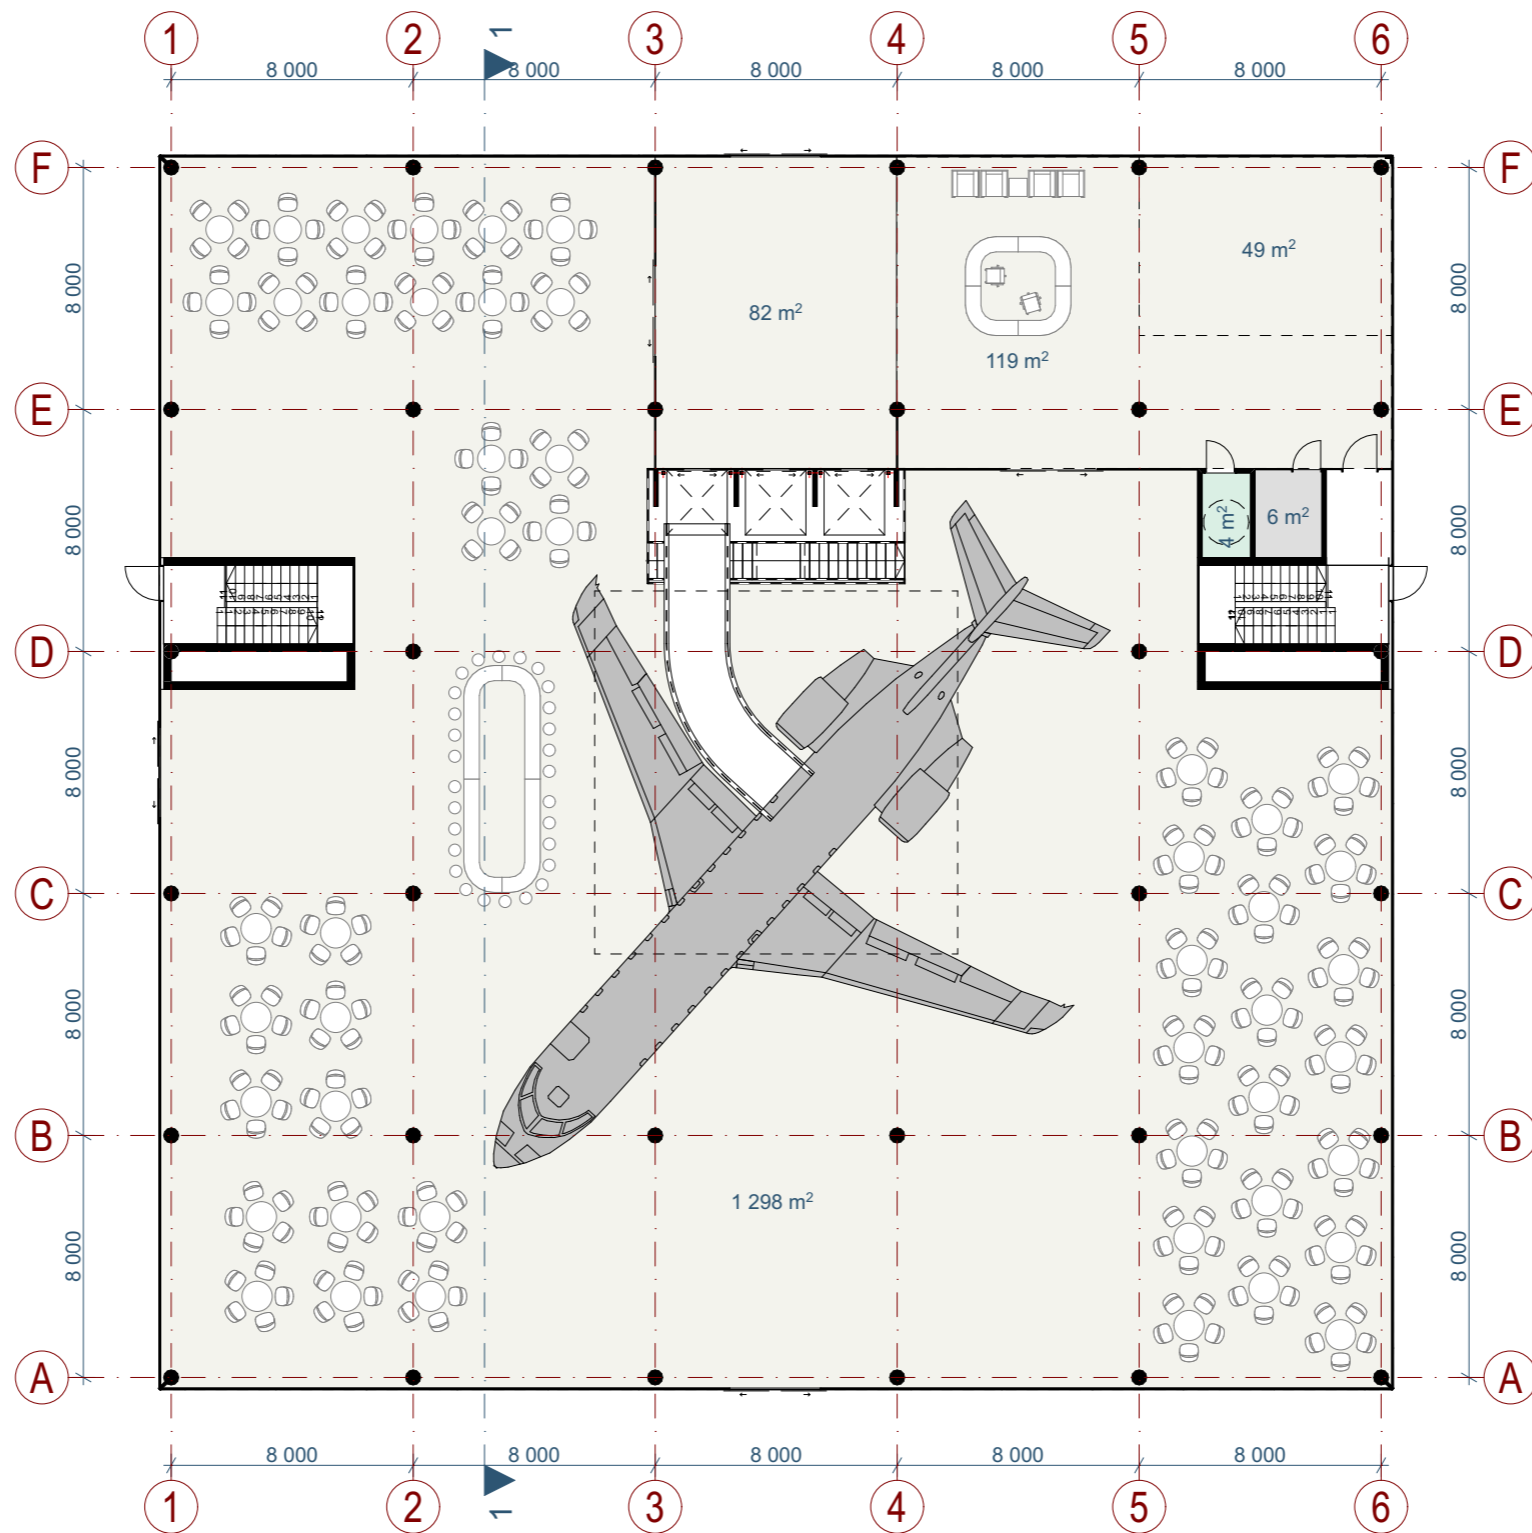 1 2 1 3 4 5 6
8 000 8 000 8 000 8 000 8 000
F F
49 m²
8 000 82 m² 8 000
119 m²
E E
8 000 4 m² 6 m² 8 000
D D
8 000 8 000
C C
8 000 8 000
B B
1 298 m²
8 000 8 000
A A
8 000 8 000 8 000 8 000 8 000
1 2 1 3 4 5 6